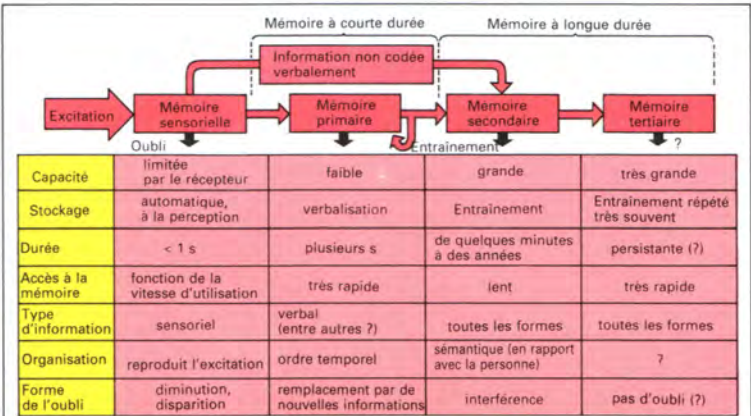 Mémoire à courte durée
Mémoire à longue durée
Information non codée
verbalement
Excitation
Mémoire
sensorielle
Mémoire
primaire
Mémoire
secondaire
Mémoire
tertiaire
Oubli
Entraînement
?
Capacité
limitée
par le récepteur
faible
grande
très grande
Stockage
automatique,
à la perception
verbalisation
Entraînement
Entraînement répété
très souvent
Durée
< 1 s
plusieurs s
de quelques minutes
à des années
persistante (?)
Accès à la
mémoire
fonction de la
vitesse d'utilisation
très rapide
lent
très rapide
Type
d'information
sensoriel
verbal
(entre autres ?)
toutes les formes
toutes les formes
Organisation
reproduit l'excitation
ordre temporel
sémantique (en rapport
avec la personne)
?
Forme
de l'oubli
diminution,
disparition
remplacement par de
nouvelles informations
interférence
pas d'oubli (?)